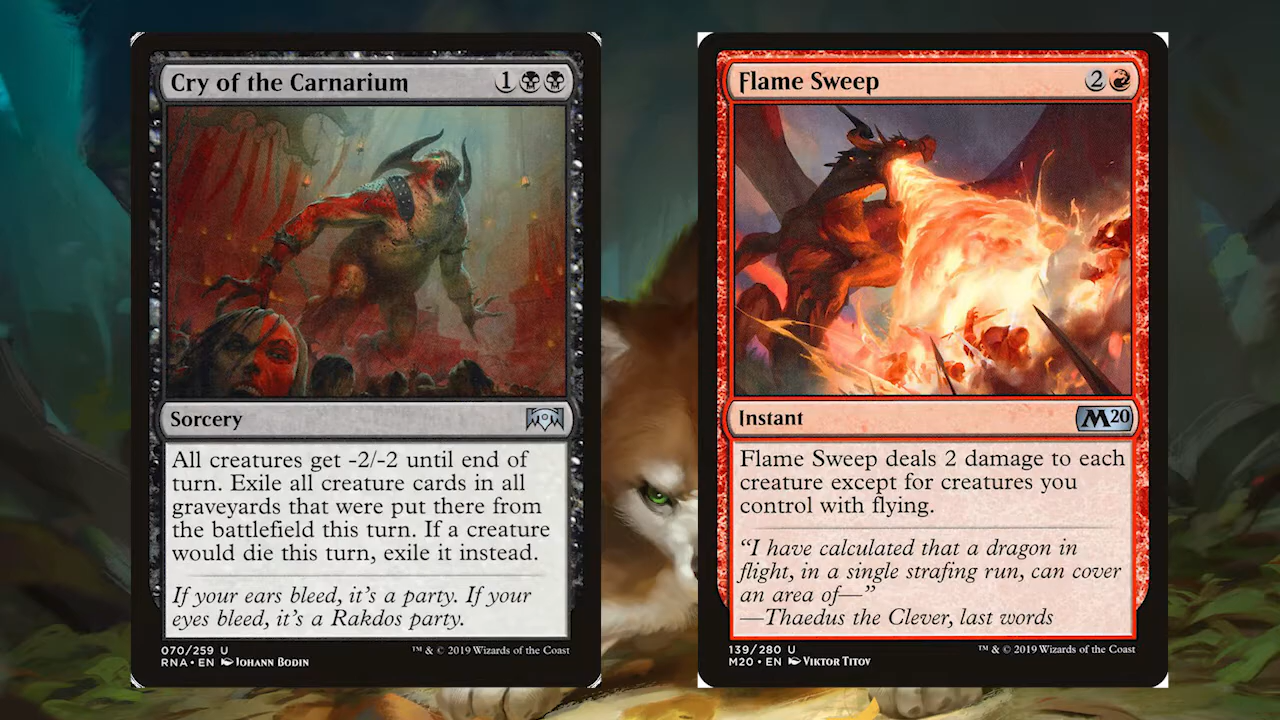 Cry of the Carnarium
1
Sorcery
All creatures get -2/-2 until end of
turn. Exile all creature cards in all
graveyards that were put there from
the battlefield this turn. If a creature
would die this turn, exile it instead.
If your ears bleed, it's a party. If your
eyes bleed, it's a Rakdos party.
070/259 U
RNA • EN Johann Bodin
™ & © 2019 Wizards of the Coast
Flame Sweep
2
Instant
M20
Flame Sweep deals 2 damage to each
creature except for creatures you
control with flying.
“I have calculated that a dragon in
flight, in a single strafing run, can cover
an area of—”
—Thaedus the Clever, last words
139/280 U
M20 • EN Viktor Titov
™ & © 2019 Wizards of the Coast